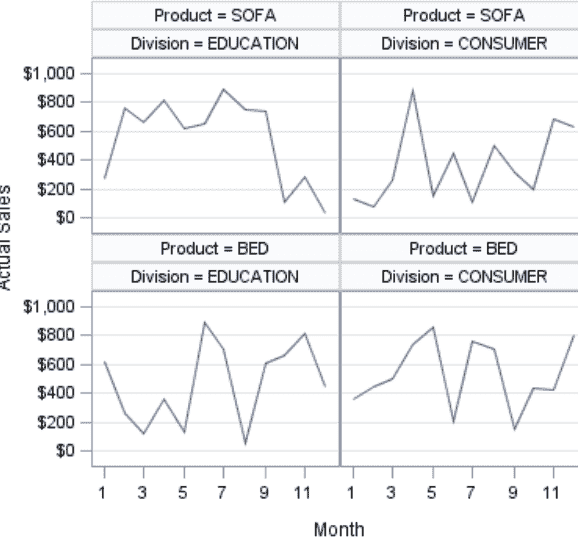 Product = SOFA
Product = SOFA
Division = EDUCATION
Division = CONSUMER
$1,000
$800
$600
$400
$200
$0
Actual Sales
Product = BED
Product = BED
Division = EDUCATION
Division = CONSUMER
$1,000
$800
$600
$400
$200
$0
1 3 5 7 9 11 1 3 5 7 9 11
Month